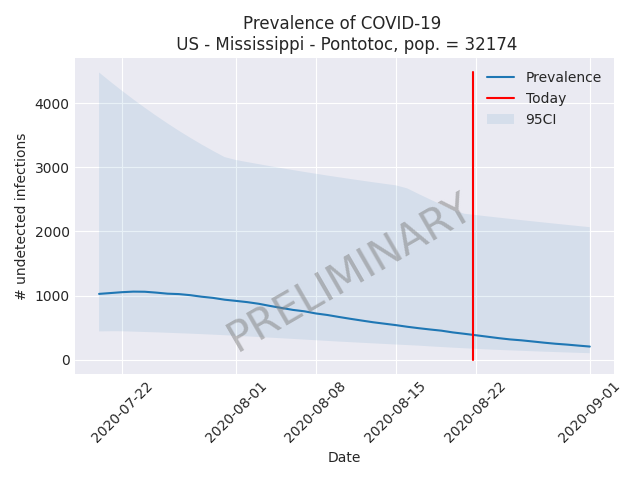 Prevalence of COVID-19
US - Mississippi - Pontotoc, pop. = 32174
Prevalence
Today
95CI
# undetected infections
4000
3000
2000
1000
0
PRELIMINARY
2020-07-22
2020-08-01
2020-08-08
2020-08-15
2020-08-22
2020-09-01
Date